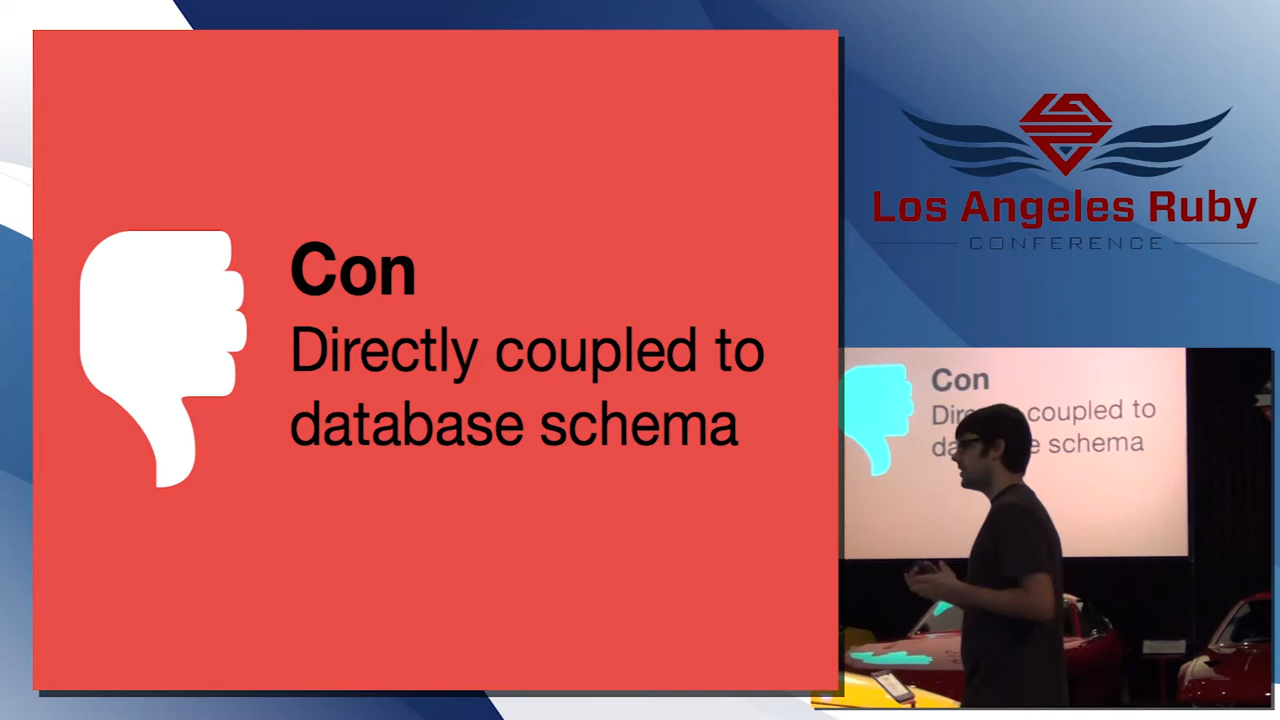 Con
Directly coupled to
database schema
Los Angeles Ruby
CONFERENCE
Con
coupled to
schema